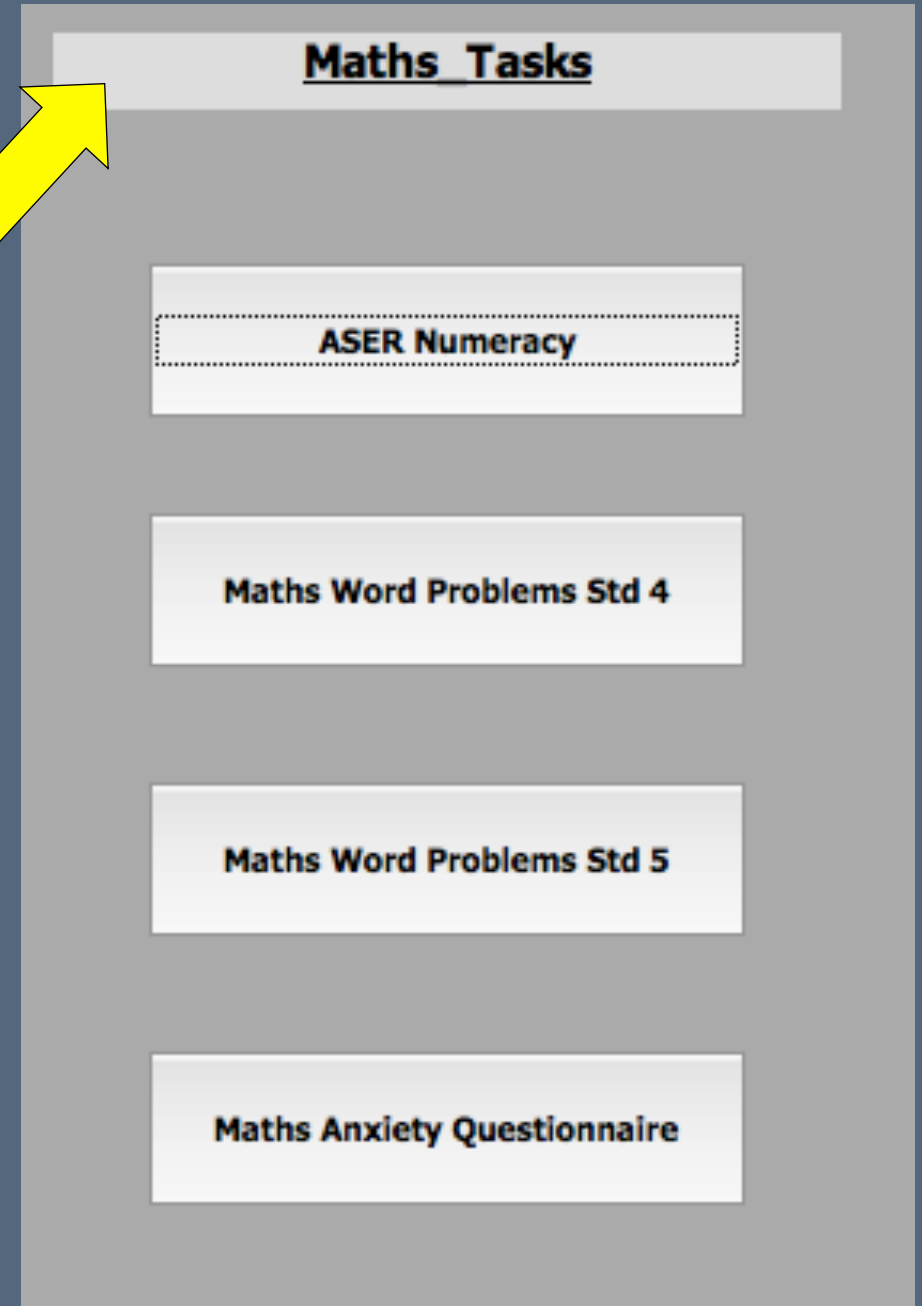 Maths_Tasks
ASER Numeracy
Maths Word Problems Std 4
Maths Word Problems Std 5
Maths Anxiety Questionnaire